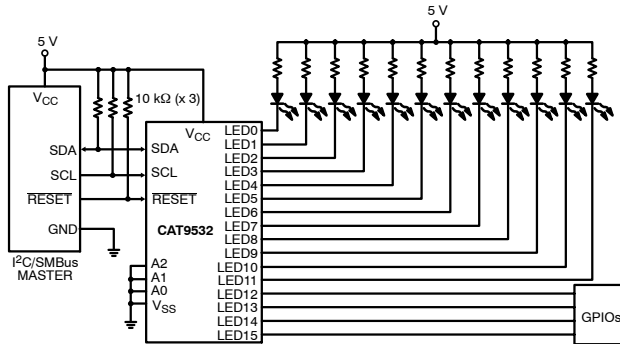 5 V
5 V
VCC
10 kΩ (x 3)
VCC
SDA
SCL
RESET
GND
I²C/SMBus
MASTER
SDA
SCL
RESET
CAT9532
A2
A1
A0
VSS
LED0
LED1
LED2
LED3
LED4
LED5
LED6
LED7
LED8
LED9
LED10
LED11
LED12
LED13
LED14
LED15
GPIOs